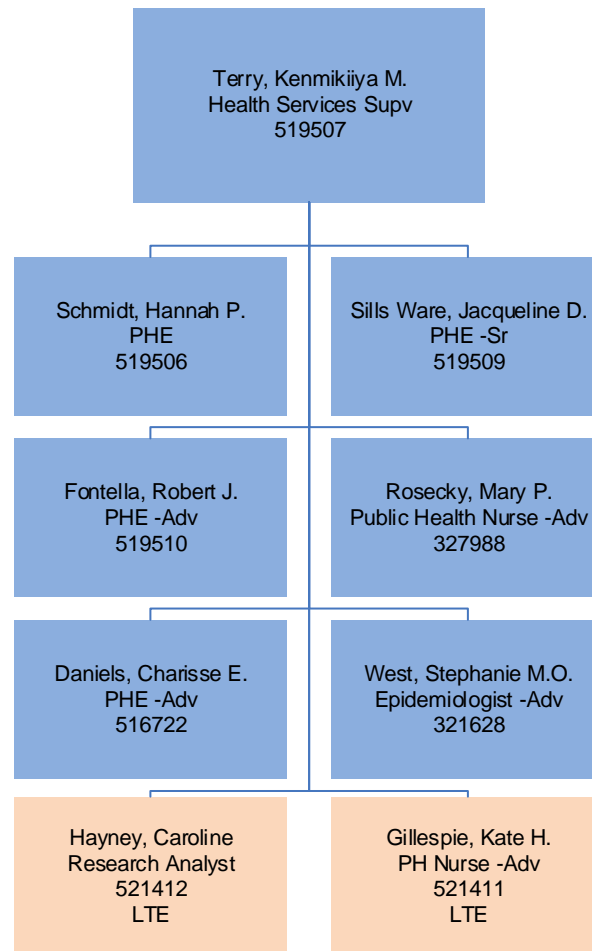 Terry, Kenmikiiya M.
Health Services Supv
519507
Schmidt, Hannah P.
PHE
519506
Sills Ware, Jacqueline D.
PHE -Sr
519509
Fontella, Robert J.
PHE -Adv
519510
Rosecky, Mary P.
Public Health Nurse -Adv
327988
Daniels, Charisse E.
PHE -Adv
516722
West, Stephanie M.O.
Epidemiologist -Adv
321628
Hayney, Caroline
Research Analyst
521412
LTE
Gillespie, Kate H.
PH Nurse -Adv
521411
LTE